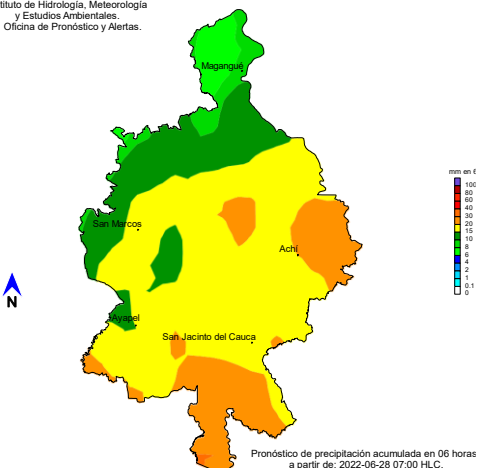 tituto de Hidrología, Meteorología
y Estudios Ambientales.
Oficina de Pronóstico y Alertas.
Magangué
San Marcos
Achí
Ayapel
San Jacinto del Cauca
N
mm en 6
100
80
60
40
30
20
15
10
8
6
4
2
1
0.1
0
Pronóstico de precipitación acumulada en 06 horas
a partir de: 2022-06-28 07:00 HLC.